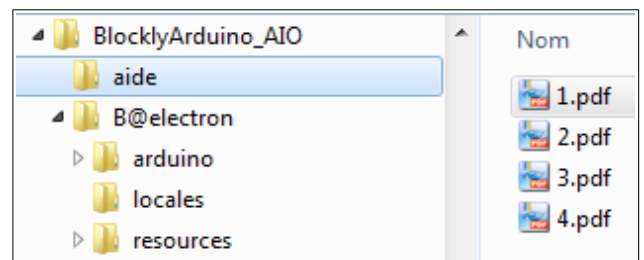 BlocklyArduino_AIO
aide
B@electron
arduino
locales
resources
Nom
1.pdf
2.pdf
3.pdf
4.pdf